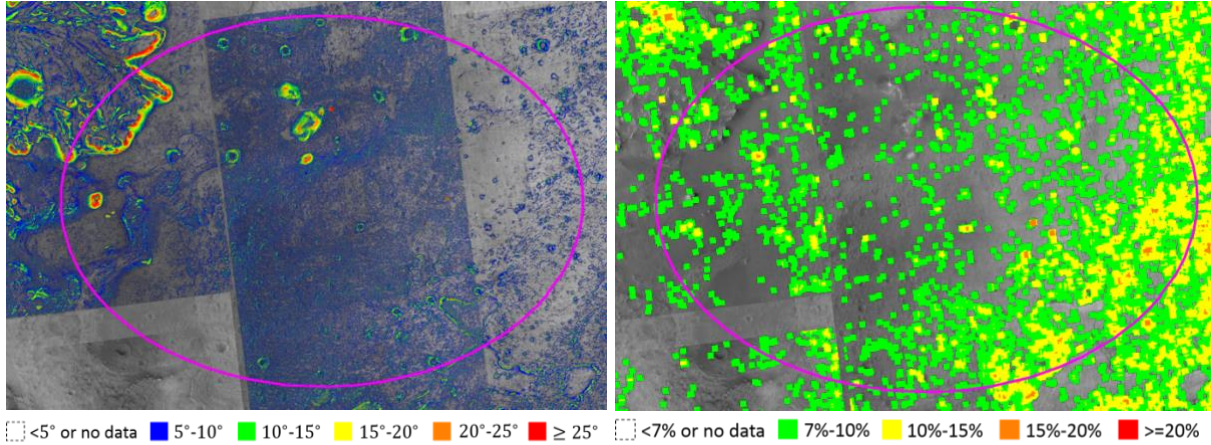 <5° or no data 5°-10° 10°-15° 15°-20° 20°-25° ≥ 25°
<7% or no data 7%-10% 10%-15% 15%-20% >=20%